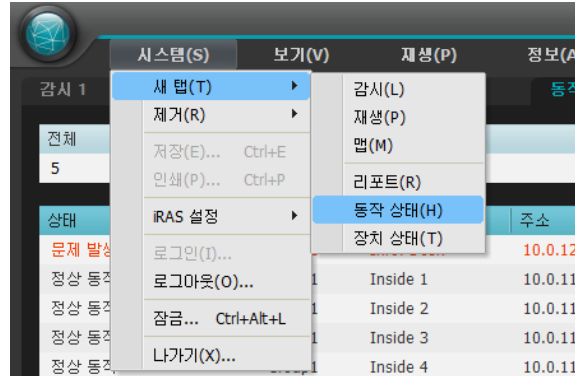 시스템(S) 보기(V) 재생(P) 정보(A
감시 1 새 탭(T) 감시(L) 동작
제거(R) 재생(P)
전체 저장(E)... Ctrl+E 맵(M)
5 인쇄(P)... Ctrl+P 리포트(R)
상태 iRAS 설정 동작 상태(H) 주소
문제 발생 로그인(I)... 장치 상태(T) 10.0.12
정상 동작 로그아웃(O)... 1 Inside 1 10.0.11
정상 동작 잠금... Ctrl+Alt+L 1 Inside 2 10.0.11
정상 동작 1 Inside 3 10.0.11
정상 동작 나가기(X)... 1 Inside 4 10.0.11